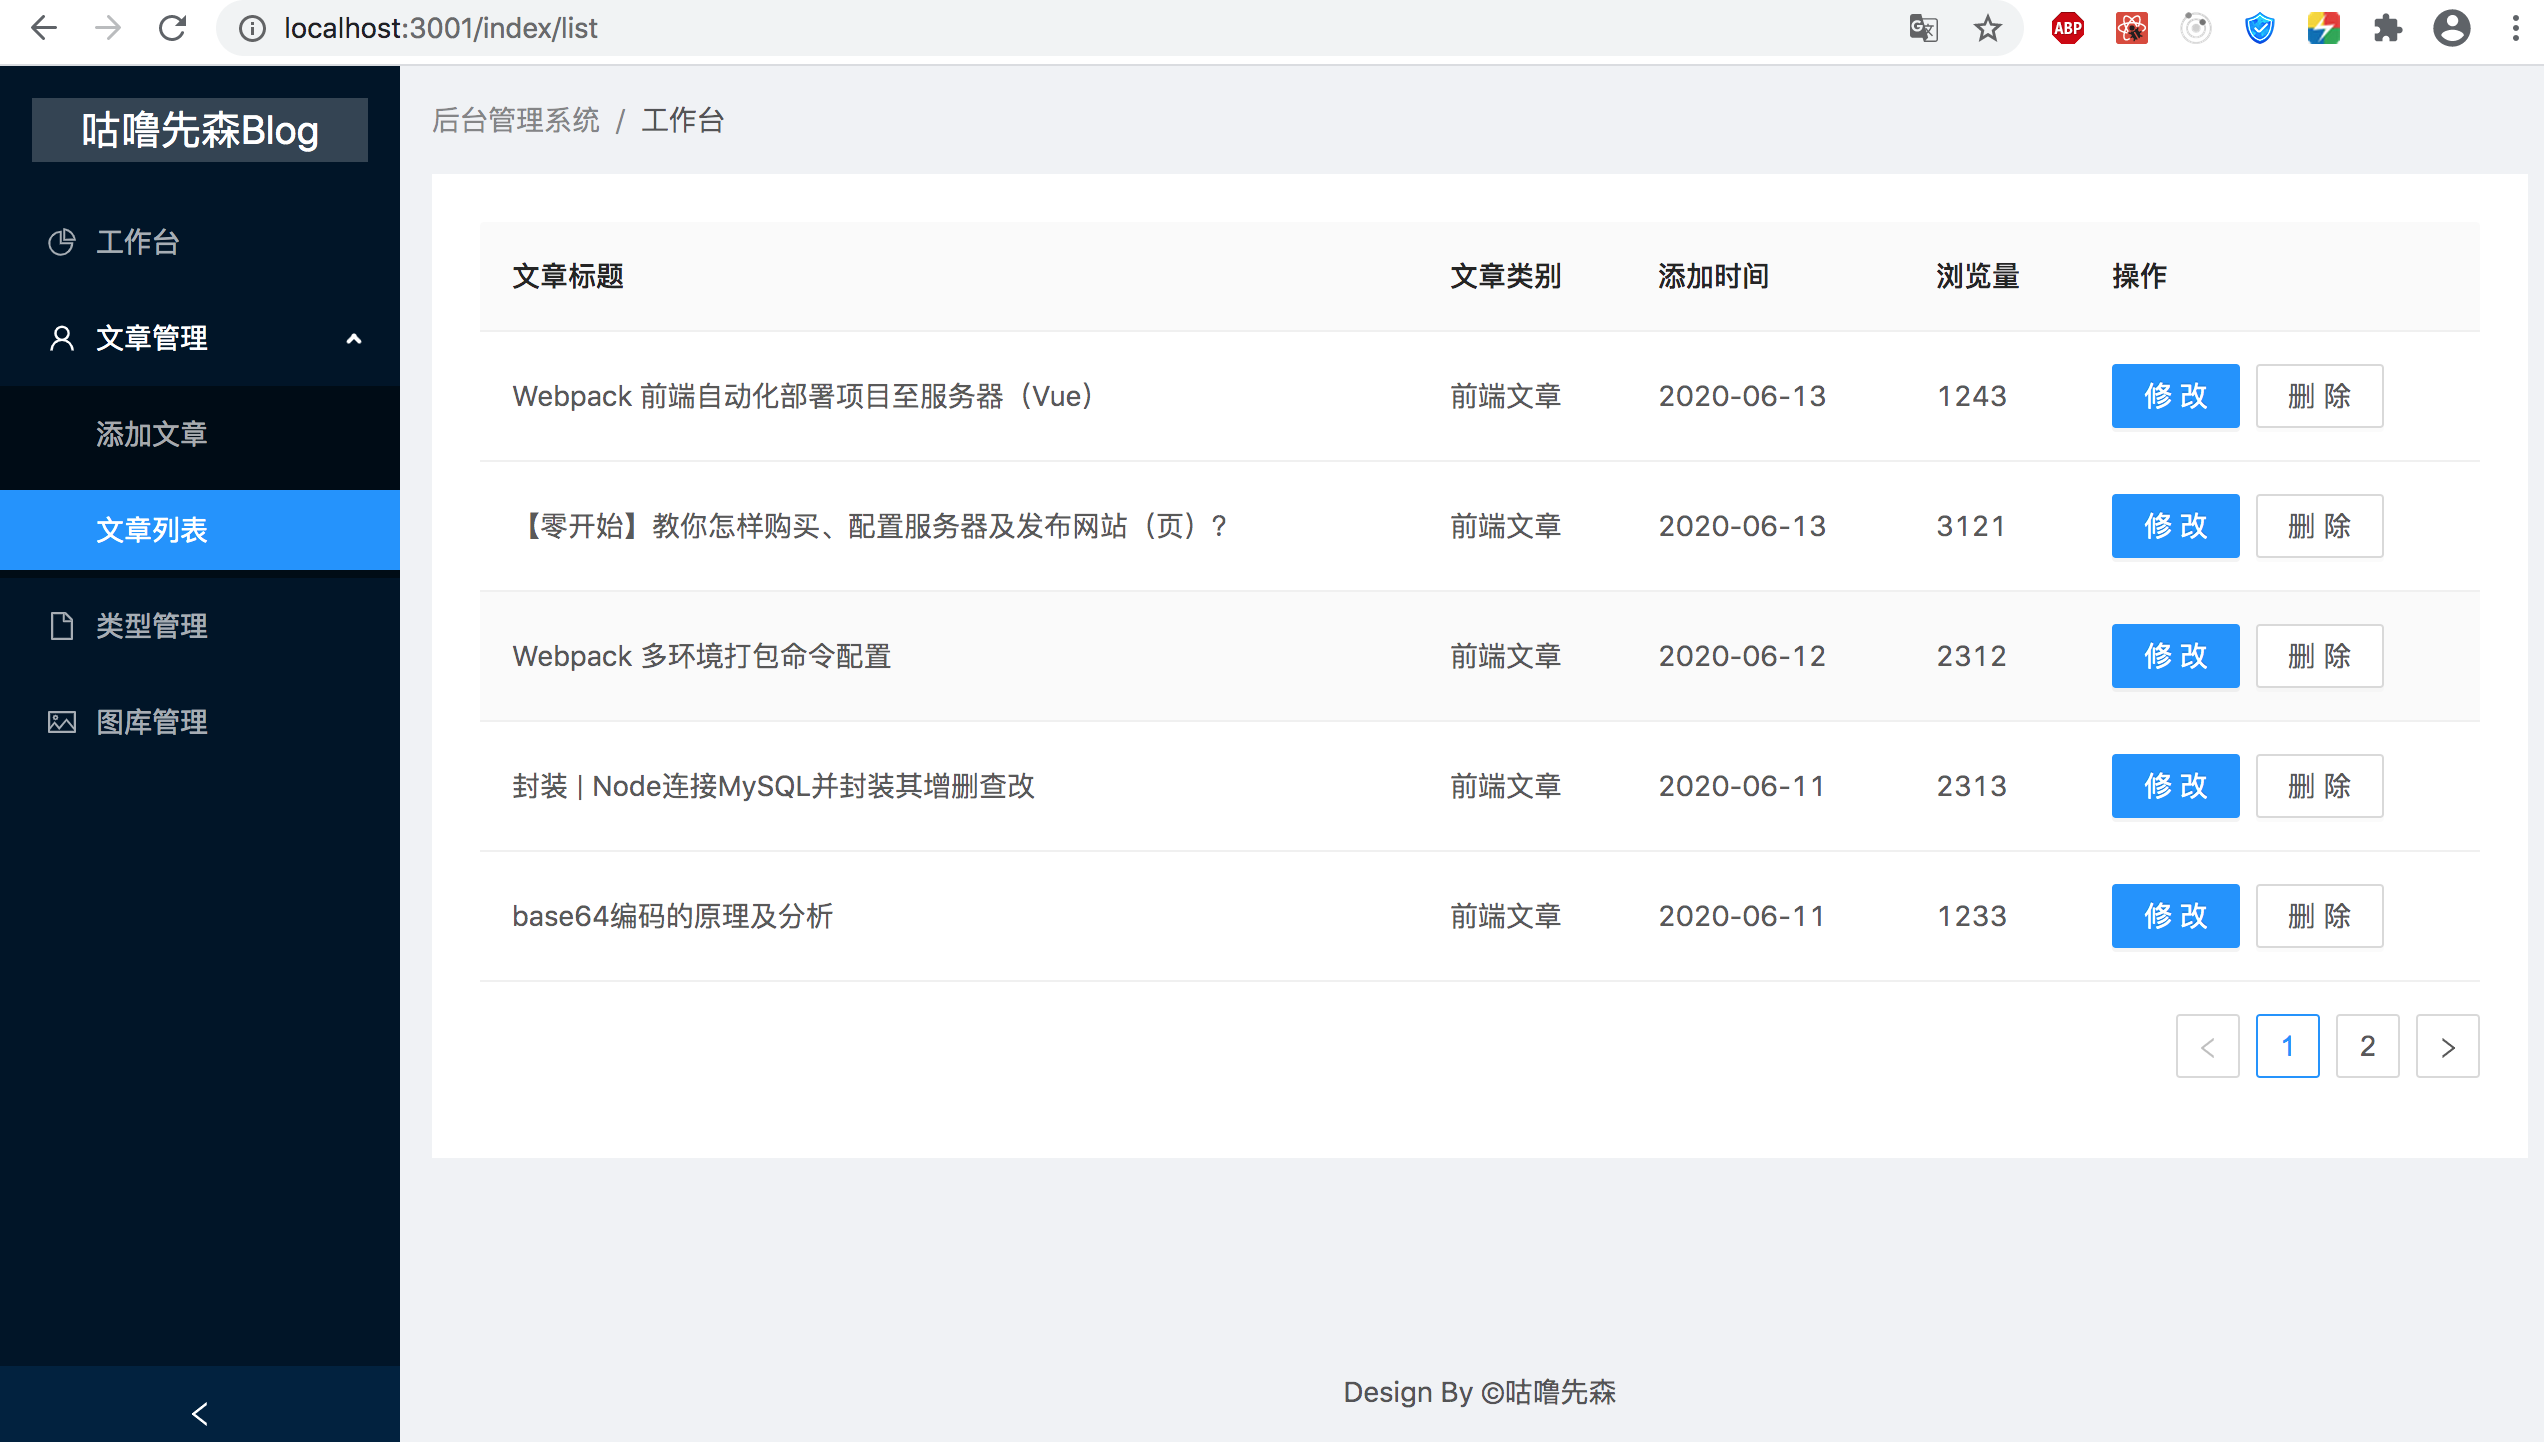 localhost:3001/index/list
ABP
咕噜先森Blog
工作台
文章管理
添加文章
文章列表
类型管理
图库管理
后台管理系统 / 工作台
文章标题 文章类别 添加时间 浏览量 操作
Webpack 前端自动化部署项目至服务器（Vue） 前端文章 2020-06-13 1243 修 改 删 除
【零开始】教你怎样购买、配置服务器及发布网站（页）？ 前端文章 2020-06-13 3121 修 改 删 除
Webpack 多环境打包命令配置 前端文章 2020-06-12 2312 修 改 删 除
封装 | Node连接MySQL并封装其增删查改 前端文章 2020-06-11 2313 修 改 删 除
base64编码的原理及分析 前端文章 2020-06-11 1233 修 改 删 除
< 1 2 >
<
Design By ©咕噜先森